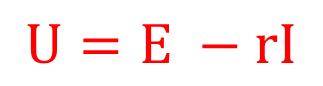 U = E − rI